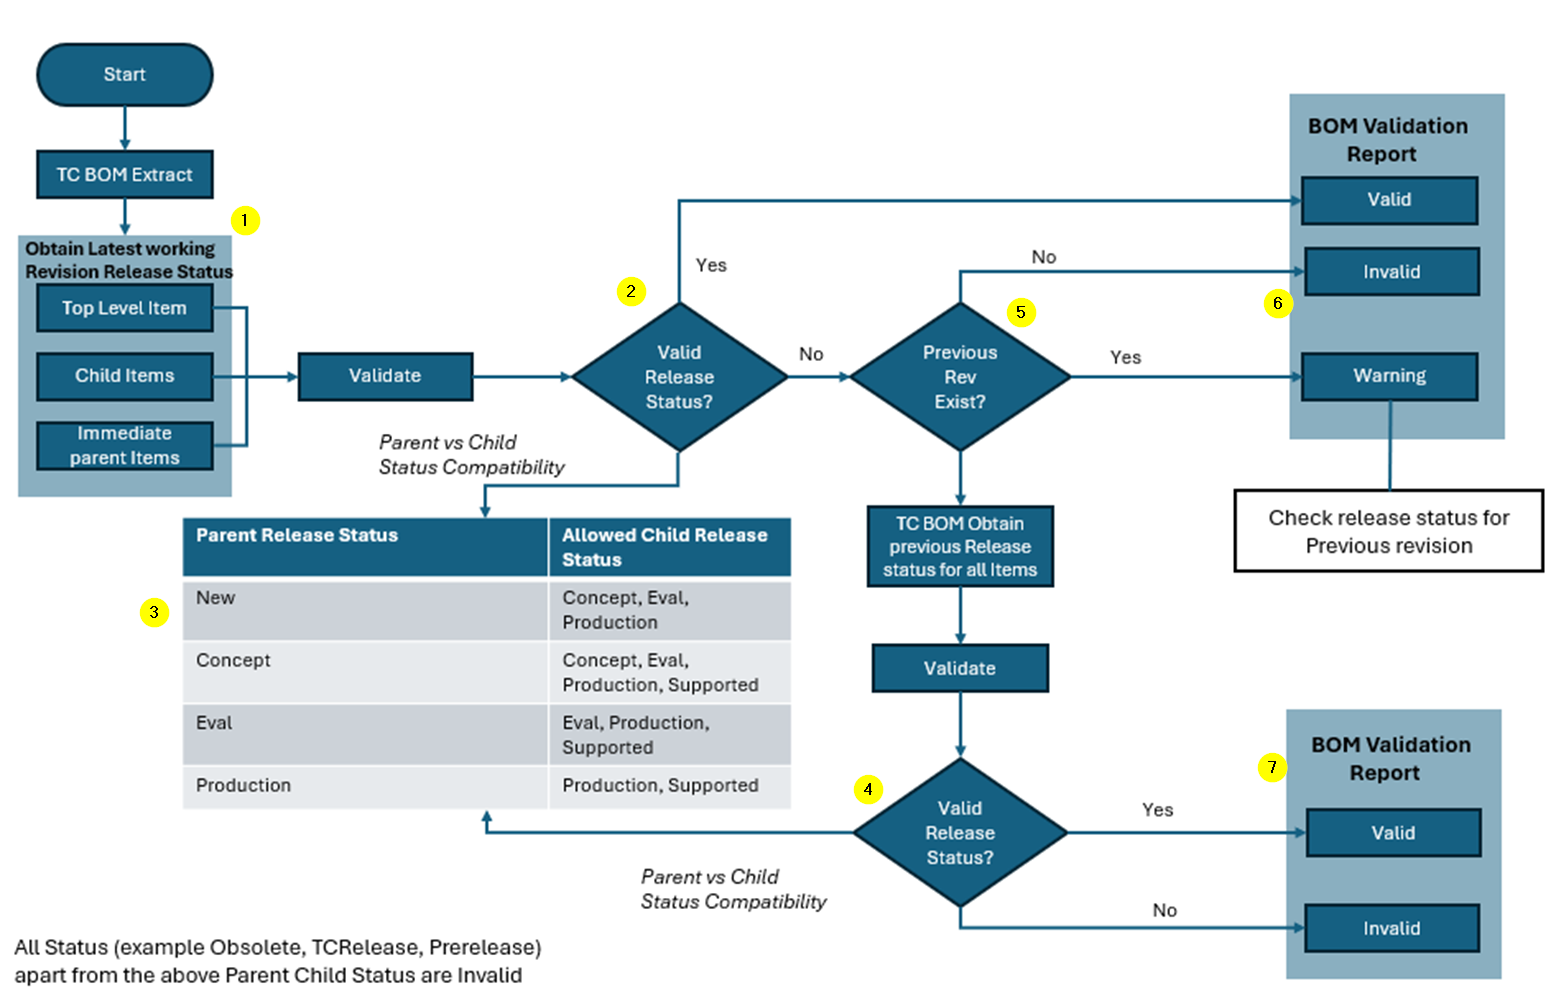 Start
TC BOM Extract
1
Obtain Latest working
Revision Release Status
Top Level Item
Child Items
Immediate
parent Items
Validate
2
Valid
Release
Status?
Yes
No
Parent vs Child
Status Compatibility
3
Parent Release Status
Allowed Child Release
Status
New
Concept, Eval,
Production
Concept
Concept, Eval,
Production, Supported
Eval
Eval, Production,
Supported
Production
Production, Supported
5
Previous
Rev
Exist?
No
Yes
BOM Validation
Report
Valid
Invalid
6
Warning
Check release status for
Previous revision
TC BOM Obtain
previous Release
status for all Items
Validate
4
Valid
Release
Status?
Yes
No
Parent vs Child
Status Compatibility
7
BOM Validation
Report
Valid
Invalid
All Status (example Obsolete, TCRelease, Prerelease)
apart from the above Parent Child Status are Invalid